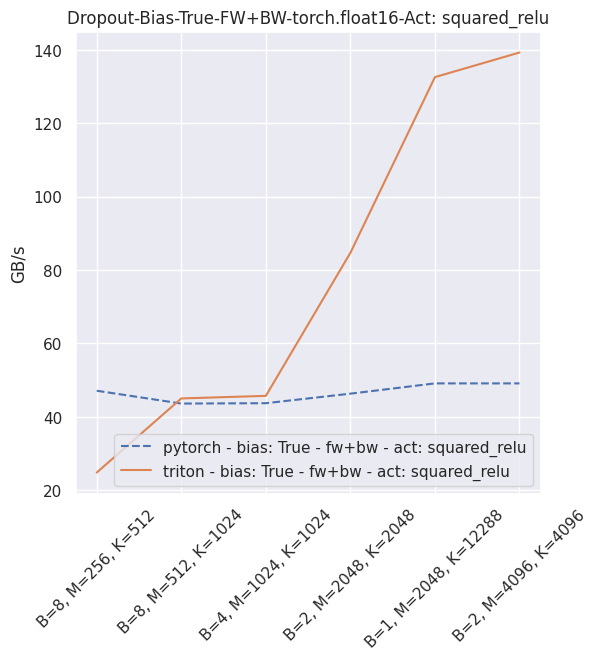 Dropout-Bias-True-FW+BW-torch.float16-Act: squared_relu
GB/s
140
120
100
80
60
40
20
pytorch - bias: True - fw+bw - act: squared_relu
triton - bias: True - fw+bw - act: squared_relu
B=8, M=256, K=512
B=8, M=512, K=1024
B=4, M=1024, K=1024
B=2, M=2048, K=2048
B=1, M=2048, K=12288
B=2, M=4096, K=4096